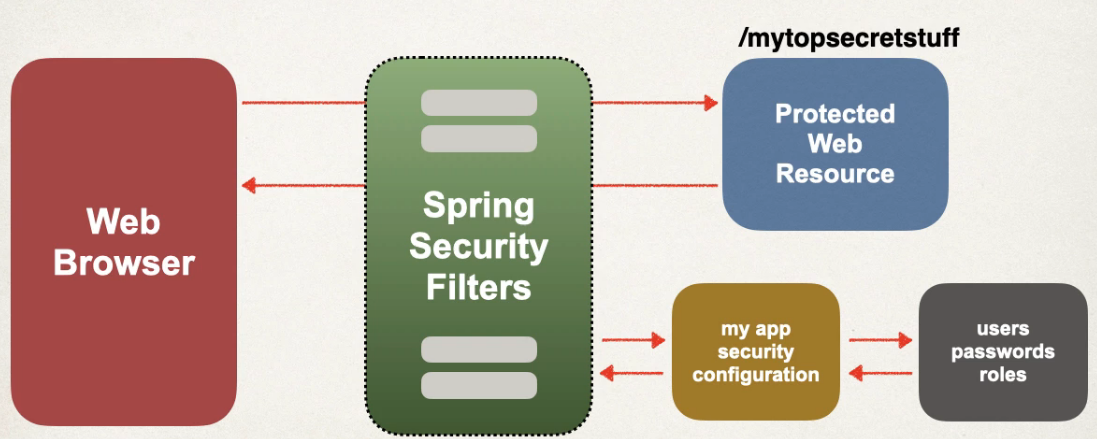 /mytopsecretstuff
Web
Browser
Spring
Security
Filters
Protected
Web
Resource
my app
security
configuration
users
passwords
roles